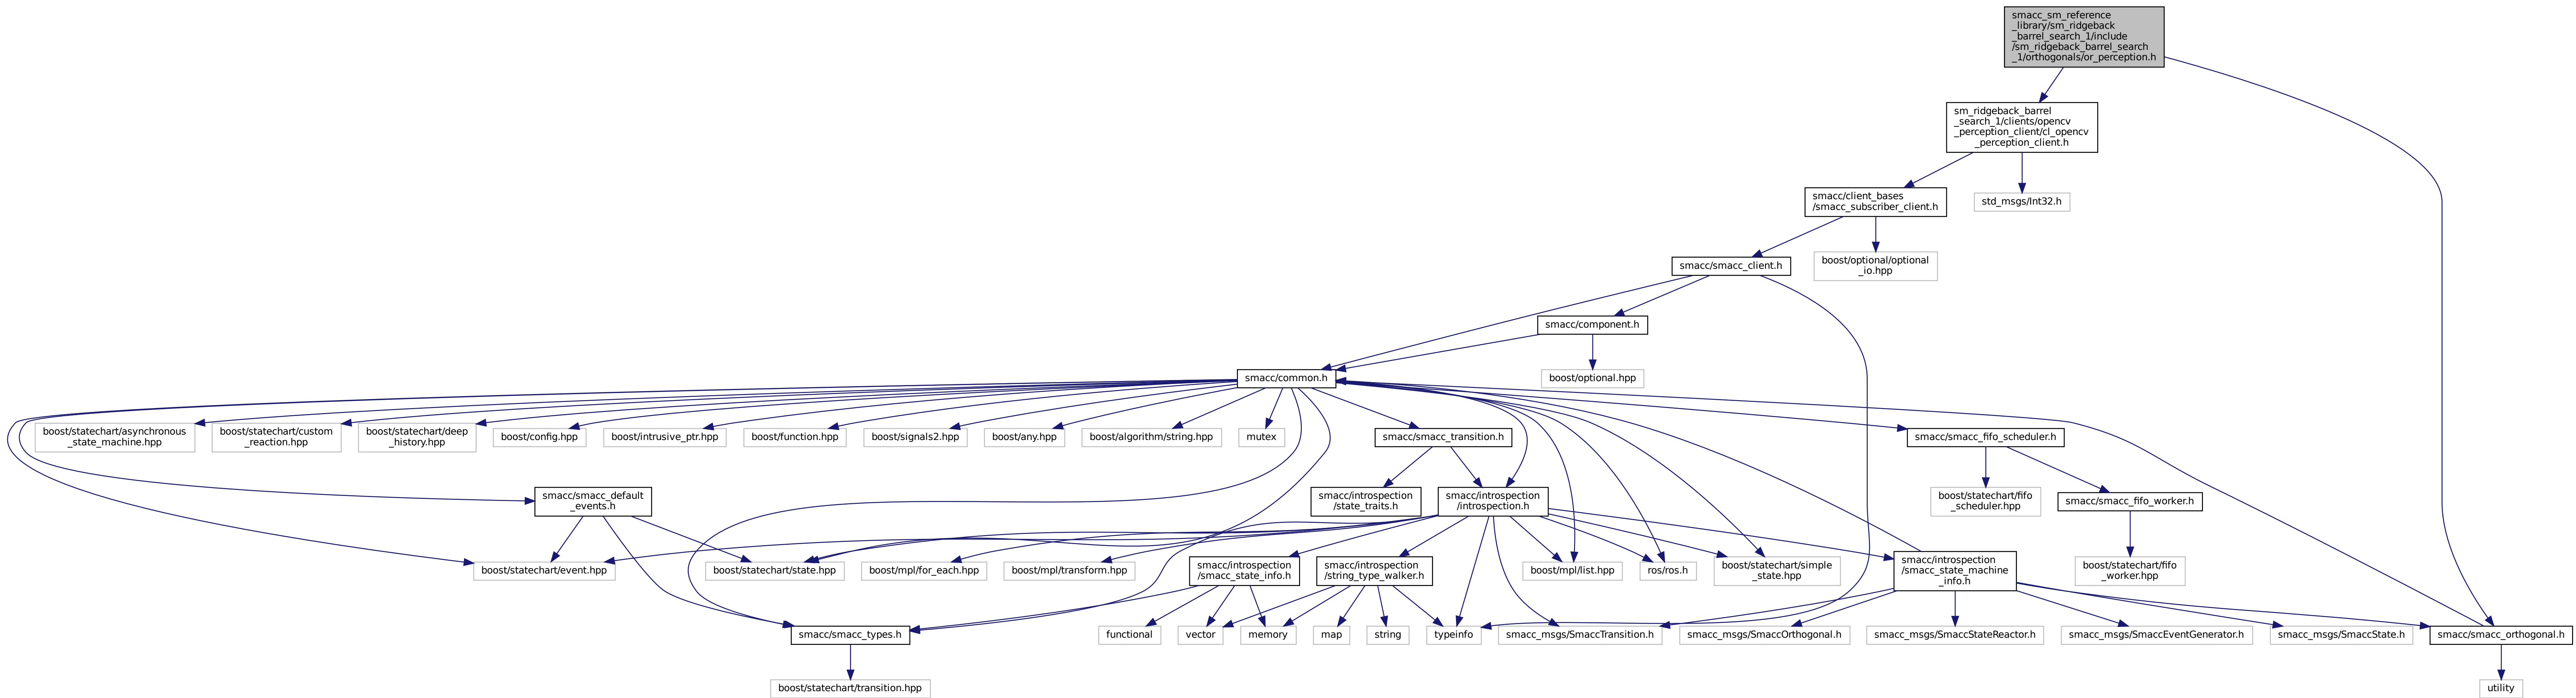 smacc_sm_reference
_library/sm_ridgeback
_barrel_search_1/include
/sm_ridgeback_barrel_search
_1/orthogonals/or_perception.h
sm_ridgeback_barrel
_search_1/clients/opencv
_perception_client/cl_opencv
_perception_client.h
smacc/client_bases
/smacc_subscriber_client.h
std_msgs/Int32.h
smacc/smacc_client.h
boost/optional/optional
_io.hpp
smacc/component.h
smacc/common.h
boost/optional.hpp
boost/statechart/asynchronous
_state_machine.hpp
boost/statechart/custom
_reaction.hpp
boost/statechart/deep
_history.hpp
boost/config.hpp
boost/intrusive_ptr.hpp
boost/function.hpp
boost/signals2.hpp
boost/any.hpp
boost/algorithm/string.hpp
mutex
smacc/smacc_transition.h
smacc/smacc_fifo_scheduler.h
smacc/smacc_default
_events.h
smacc/introspection
/state_traits.h
smacc/introspection
/introspection.h
boost/statechart/fifo
_scheduler.hpp
smacc/smacc_fifo_worker.h
boost/statechart/event.hpp
boost/statechart/state.hpp
boost/mpl/for_each.hpp
boost/mpl/transform.hpp
smacc/introspection
/smacc_state_info.h
smacc/introspection
/string_type_walker.h
boost/mpl/list.hpp
ros/ros.h
boost/statechart/simple
_state.hpp
smacc/introspection
/smacc_state_machine
_info.h
boost/statechart/fifo
_worker.hpp
smacc/smacc_types.h
functional
vector
memory
map
string
typeinfo
smacc_msgs/SmaccTransition.h
smacc_msgs/SmaccOrthogonal.h
smacc_msgs/SmaccStateReactor.h
smacc_msgs/SmaccEventGenerator.h
smacc_msgs/SmaccState.h
smacc/smacc_orthogonal.h
boost/statechart/transition.hpp
utility